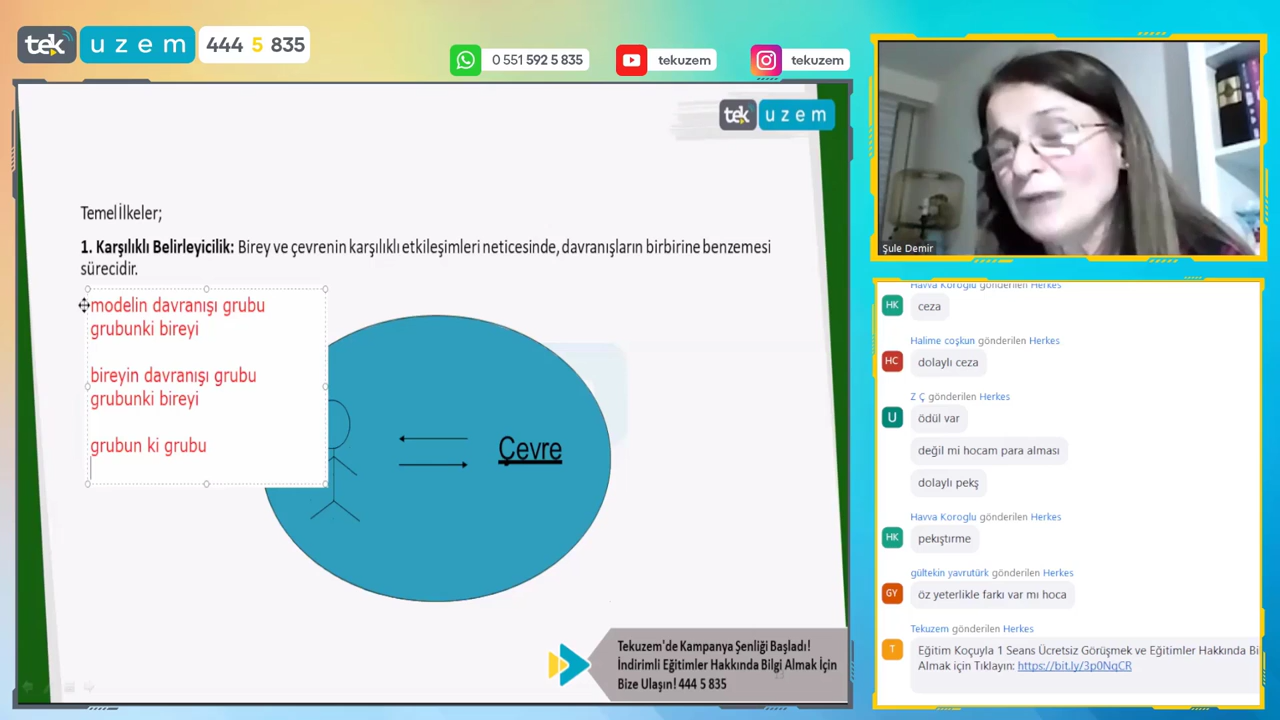 tek uzem 444 5 835
0 551 592 5 835
tekuzem
tekuzem
tek uzem
Temel İlkeler;
1. Karşılıklı Belirleyicilik: Birey ve çevrenin karşılıklı etkileşimleri neticesinde, davranışların birbirine benzemesi
sürecidir.
modelin davranışı grubu
grubunki bireyi
bireyin davranışı grubu
grubunki bireyi
grubun ki grubu
Çevre
Tekuzem'de Kampanya Şenliği Başladı!
İndirimli Eğitimler Hakkında Bilgi Almak İçin
Bize Ulaşın! 444 5 835
Şule Demir
Havva Koroglu gönderilen Herkes
HK
ceza
Halime coşkun gönderilen Herkes
HC
dolaylı ceza
Z Ç gönderilen Herkes
U
ödül var
değil mi hocam para alması
dolaylı pekş
Havva Koroglu gönderilen Herkes
HK
pekıştırme
gültekin yavrutürk gönderilen Herkes
GY
öz yeterlikle farkı var mı hoca
Tekuzem gönderilen Herkes
T
Eğitim Koçuyla 1 Seans Ücretsiz Görüşmek ve Eğitimler Hakkında Bi
Almak için Tıklayın: https://bit.ly/3p0NqCR